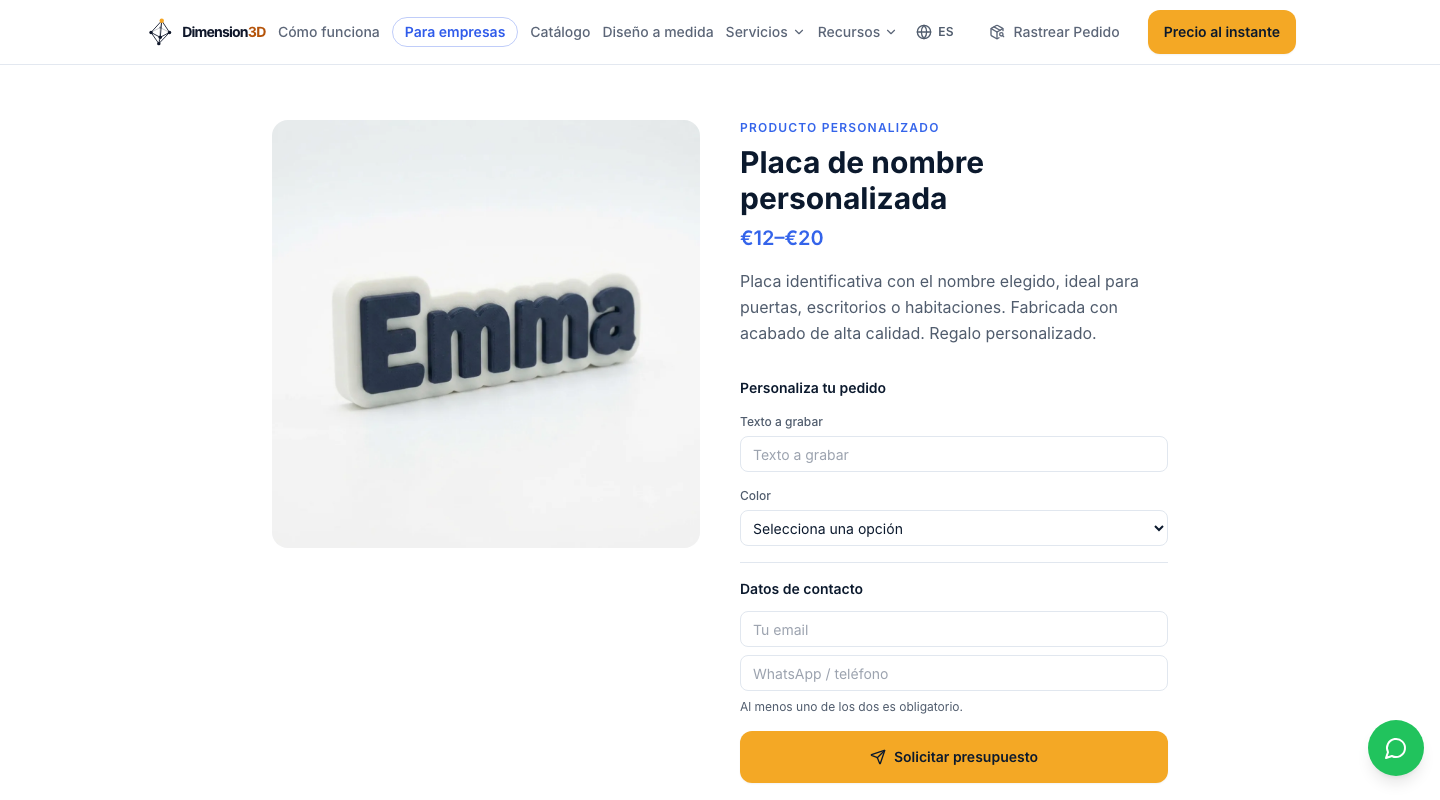 Dimension3D
Cómo funciona
Para empresas
Catálogo
Diseño a medida
Servicios
Recursos
ES
Rastrear Pedido
Precio al instante
Emma
PRODUCTO PERSONALIZADO
Placa de nombre
personalizada
€12–€20
Placa identificativa con el nombre elegido, ideal para
puertas, escritorios o habitaciones. Fabricada con
acabado de alta calidad. Regalo personalizado.
Personaliza tu pedido
Texto a grabar
Texto a grabar
Color
Selecciona una opción
Datos de contacto
Tu email
WhatsApp / teléfono
Al menos uno de los dos es obligatorio.
Solicitar presupuesto